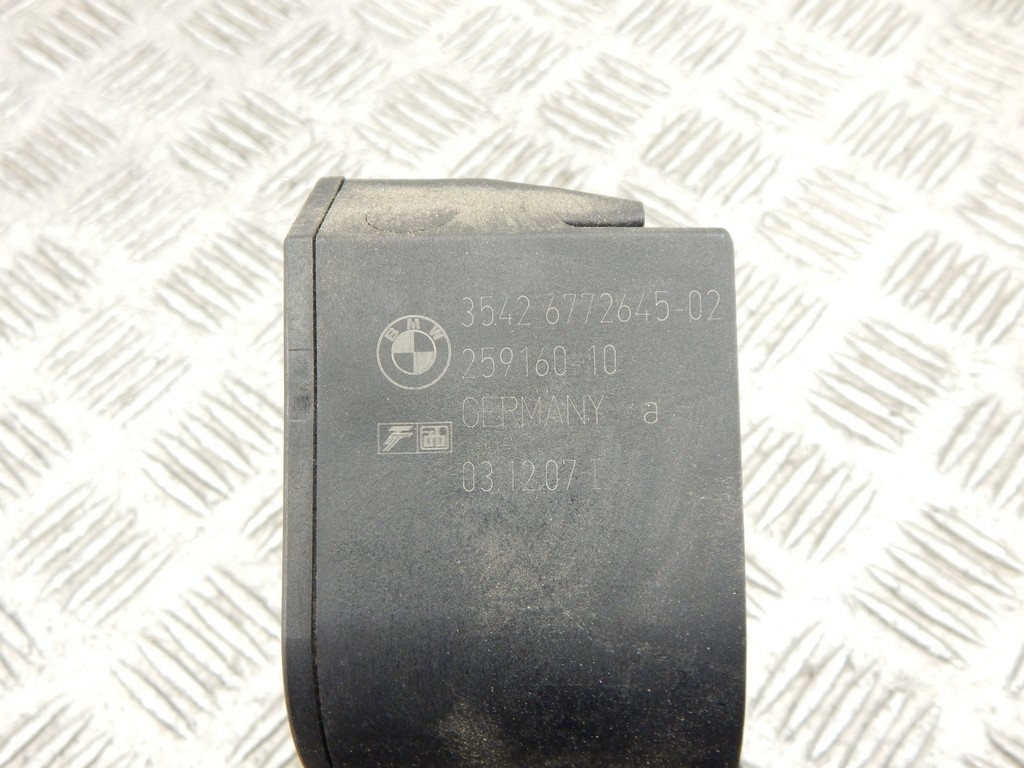 BMW
3542 6772645-02
259160-10
GERMANY a
03.12.07 I